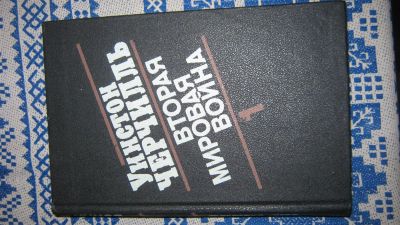 УИНСТОН
ЧЕРЧИЛЛЬ
ВТОРАЯ
МИРОВАЯ
ВОЙНА
1